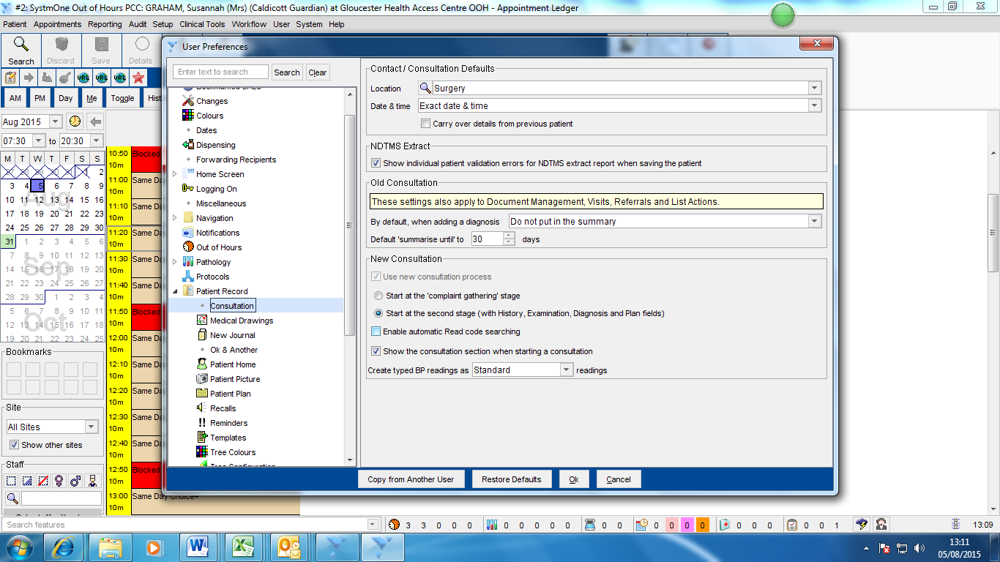 #2: SystmOne Out of Hours PCC: GRAHAM, Susannah (Mrs) (Caldicott Guardian) at Gloucester Health Access Centre OOH - Appointment Ledger
Patient Appointments Reporting Audit Setup Clinical Tools Workflow User System Help
Search Discard Save Details
URL URL URL
AM PM Day Me Toggle Hist
Aug 2015
07:30 to 20:30
M T W T F S S
2
3 4 5 6 7 8 9
10 11 12 13 14 15 16
17 18 19 20 21 22 23
24 25 26 27 28 29 30
31 1 2 3 4 5 6
7 8 9 10 11 12 13
14 15 16 17 18 19 20
21 22 23 24 25 26 27
28 29 30 1 2 3 4
5 6 7 8 9 10 11
12 13 14 15 16 17 18
19 20 21 22 23 24 25
Aug
Sep
Oct
Bookmarks
Site
All Sites
Show other sites
Staff
10:50 Blocked
10m
11:00 Same Da
10m
11:10 Same Da
10m
11:20 Same Da
10m
11:30 Same Da
10m
11:40 Same Da
10m
11:50 Blocked
10m
12:00 Same Da
10m
12:10 Same Da
10m
12:20 Same Da
10m
12:30 Same Da
10m
12:40 Same Da
10m
12:50 Blocked
10m
13:00 Same Day Choice+
10m
User Preferences
Enter text to search Search Clear
Changes
Colours
Dates
Dispensing
Forwarding Recipients
Home Screen
Logging On
Miscellaneous
Navigation
Notifications
Out of Hours
Pathology
Protocols
Patient Record
Consultation
Medical Drawings
New Journal
Ok & Another
Patient Home
Patient Picture
Patient Plan
Recalls
Reminders
Templates
Tree Colours
Tree Configuration
Contact / Consultation Defaults
Location Surgery
Date & time Exact date & time
Carry over details from previous patient
NDTMS Extract
Show individual patient validation errors for NDTMS extract report when saving the patient
Old Consultation
These settings also apply to Document Management, Visits, Referrals and List Actions.
By default, when adding a diagnosis Do not put in the summary
Default 'summarise until' to 30 days
New Consultation
Use new consultation process
Start at the 'complaint gathering' stage
Start at the second stage (with History, Examination, Diagnosis and Plan fields)
Enable automatic Read code searching
Show the consultation section when starting a consultation
Create typed BP readings as Standard readings
Copy from Another User Restore Defaults Ok Cancel
Search features 3 3 0 0 0 0 0 0 0 0 0 0 0 0 0 0 0 0 0 0 1 13:09
13:11
05/08/2015